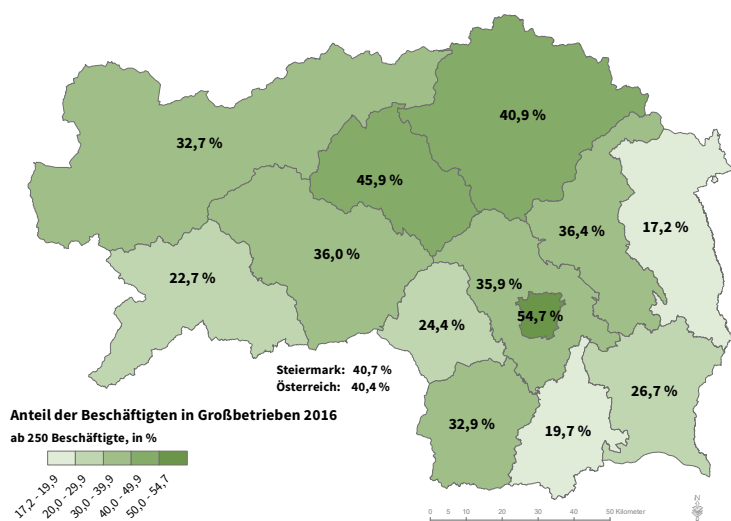 40,9 %
32,7 %
45,9 %
36,4 %
17,2 %
36,0 %
22,7 %
35,9 %
54,7 %
24,4 %
Steiermark: 40,7 %
Österreich: 40,4 %
26,7 %
32,9 %
19,7 %
Anteil der Beschäftigten in Großbetrieben 2016
ab 250 Beschäftigte, in %
17,2 - 19,9
20,0 - 29,9
30,0 - 39,9
40,0 - 49,9
50,0 - 54,7
N
0 5 10 20 30 40 50 Kilometer